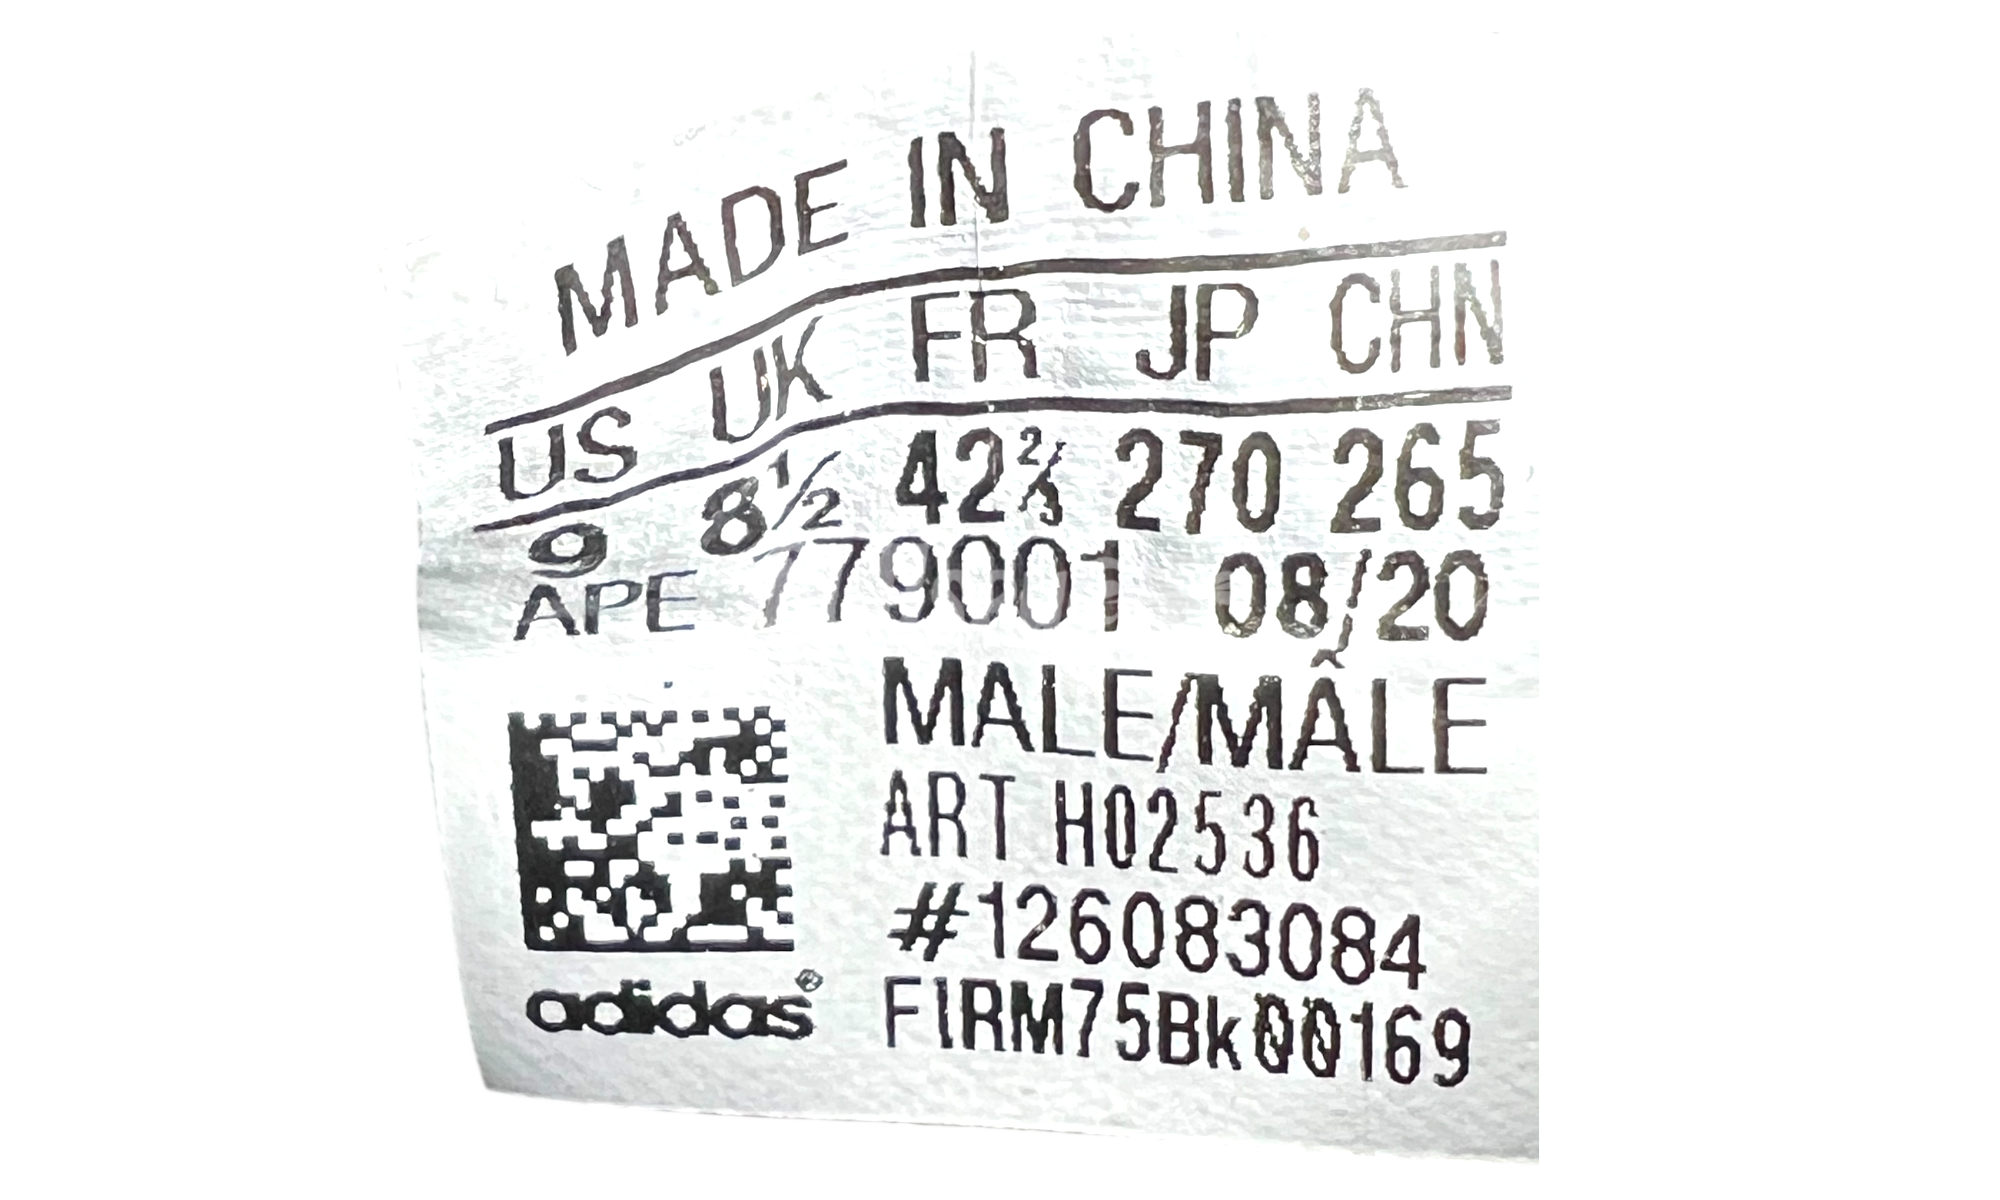 MADE IN CHINA
US UK FR JP CHN
9 8½ 42⅔ 270 265
APE 779001 08/20
MALE/MÂLE
ART H02536
#126083084
adidas®
FIRM75Bk00169